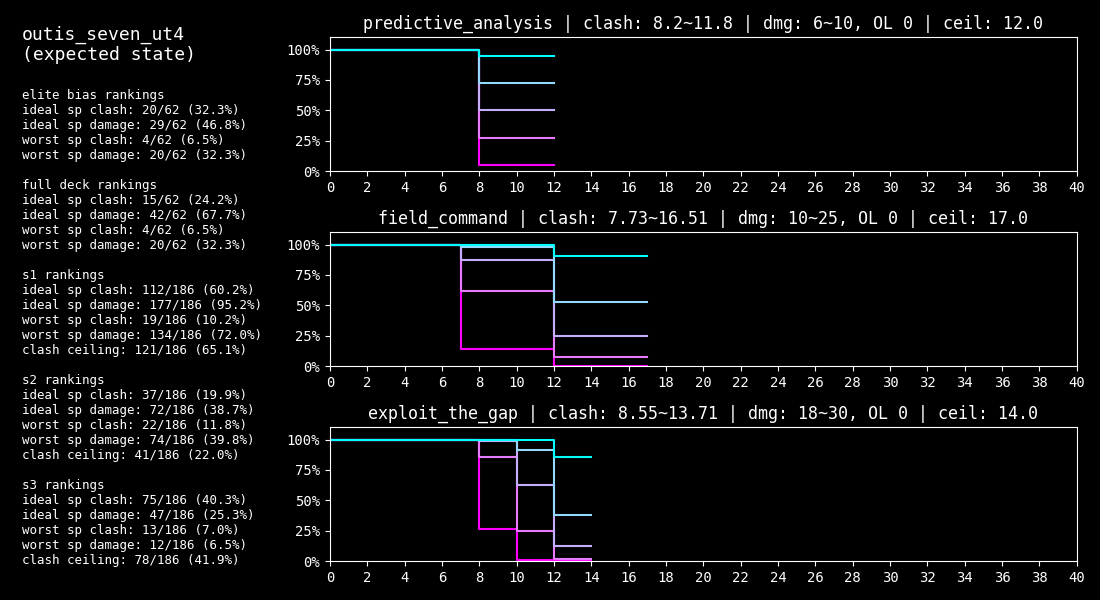 outis_seven_ut4
(expected state)
elite bias rankings
ideal sp clash: 20/62 (32.3%)
ideal sp damage: 29/62 (46.8%)
worst sp clash: 4/62 (6.5%)
worst sp damage: 20/62 (32.3%)
full deck rankings
ideal sp clash: 15/62 (24.2%)
ideal sp damage: 42/62 (67.7%)
worst sp clash: 4/62 (6.5%)
worst sp damage: 20/62 (32.3%)
s1 rankings
ideal sp clash: 112/186 (60.2%)
ideal sp damage: 177/186 (95.2%)
worst sp clash: 19/186 (10.2%)
worst sp damage: 134/186 (72.0%)
clash ceiling: 121/186 (65.1%)
s2 rankings
ideal sp clash: 37/186 (19.9%)
ideal sp damage: 72/186 (38.7%)
worst sp clash: 22/186 (11.8%)
worst sp damage: 74/186 (39.8%)
clash ceiling: 41/186 (22.0%)
s3 rankings
ideal sp clash: 75/186 (40.3%)
ideal sp damage: 47/186 (25.3%)
worst sp clash: 13/186 (7.0%)
worst sp damage: 12/186 (6.5%)
clash ceiling: 78/186 (41.9%)
predictive_analysis | clash: 8.2~11.8 | dmg: 6~10, OL 0 | ceil: 12.0
100%
75%
50%
25%
0%
0 2 4 6 8 10 12 14 16 18 20 22 24 26 28 30 32 34 36 38 40
field_command | clash: 7.73~16.51 | dmg: 10~25, OL 0 | ceil: 17.0
100%
75%
50%
25%
0%
0 2 4 6 8 10 12 14 16 18 20 22 24 26 28 30 32 34 36 38 40
exploit_the_gap | clash: 8.55~13.71 | dmg: 18~30, OL 0 | ceil: 14.0
100%
75%
50%
25%
0%
0 2 4 6 8 10 12 14 16 18 20 22 24 26 28 30 32 34 36 38 40